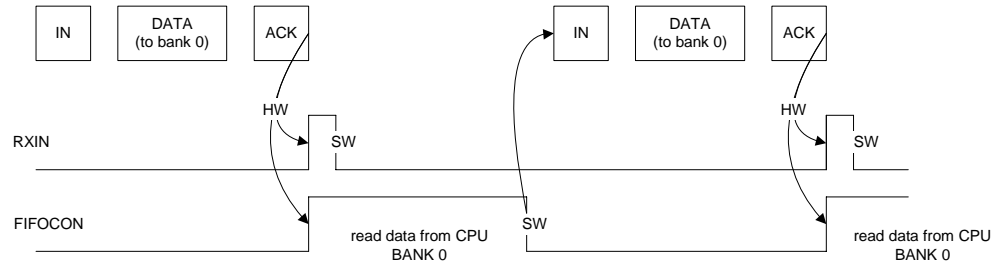 IN
DATA
(to bank 0)
ACK
IN
DATA
(to bank 0)
ACK
HW
HW
RXIN
SW
SW
FIFOCON
SW
read data from CPU
BANK 0
read data from CPU
BANK 0